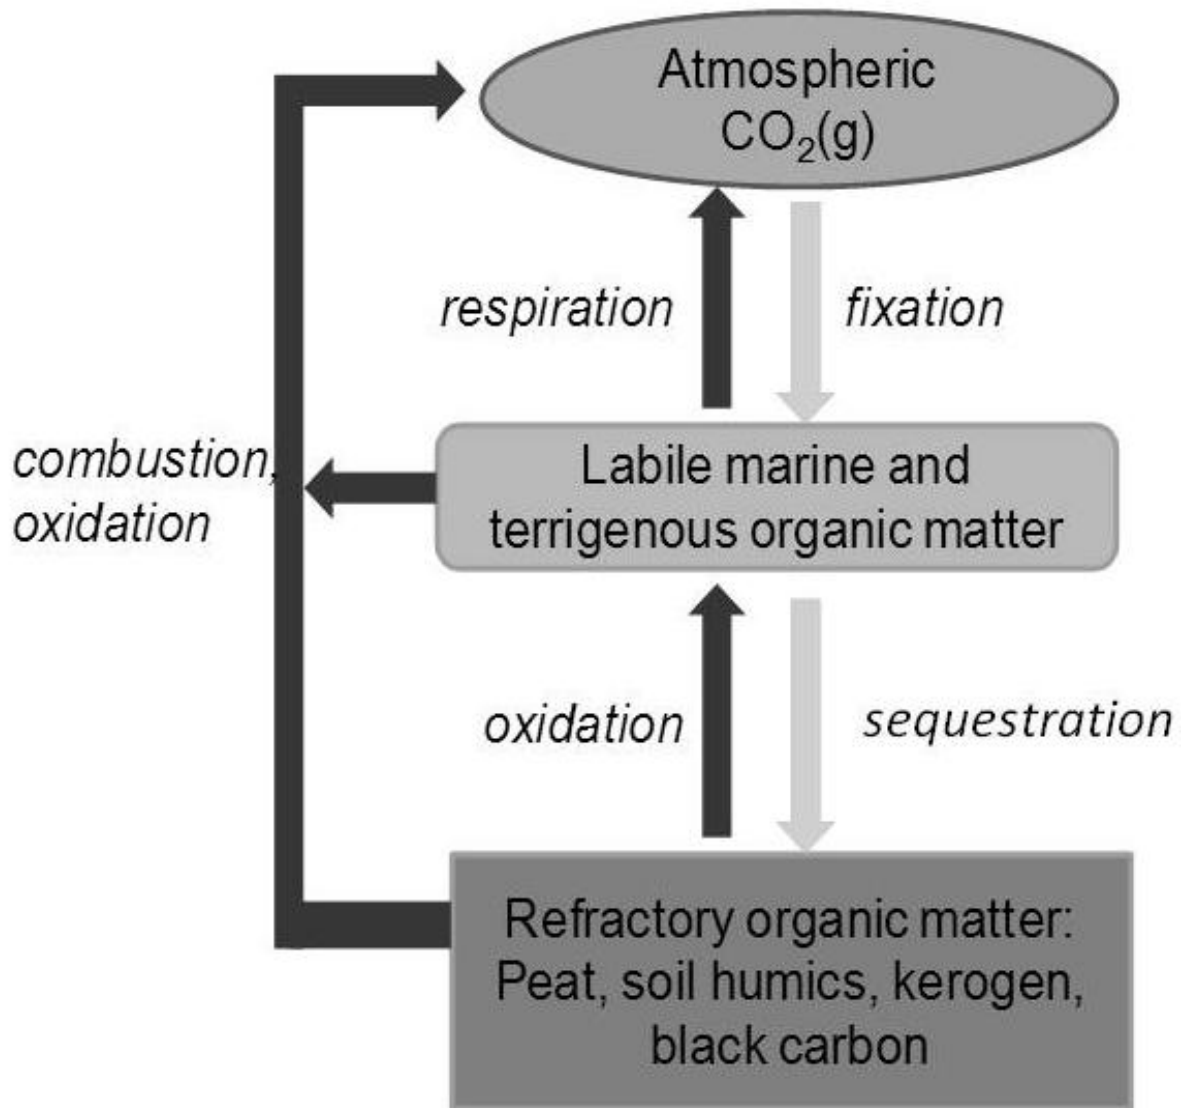 Atmospheric
CO₂(g)
respiration
fixation
combustion,
oxidation
Labile marine and
terrigenous organic matter
oxidation
sequestration
Refractory organic matter:
Peat, soil humics, kerogen,
black carbon